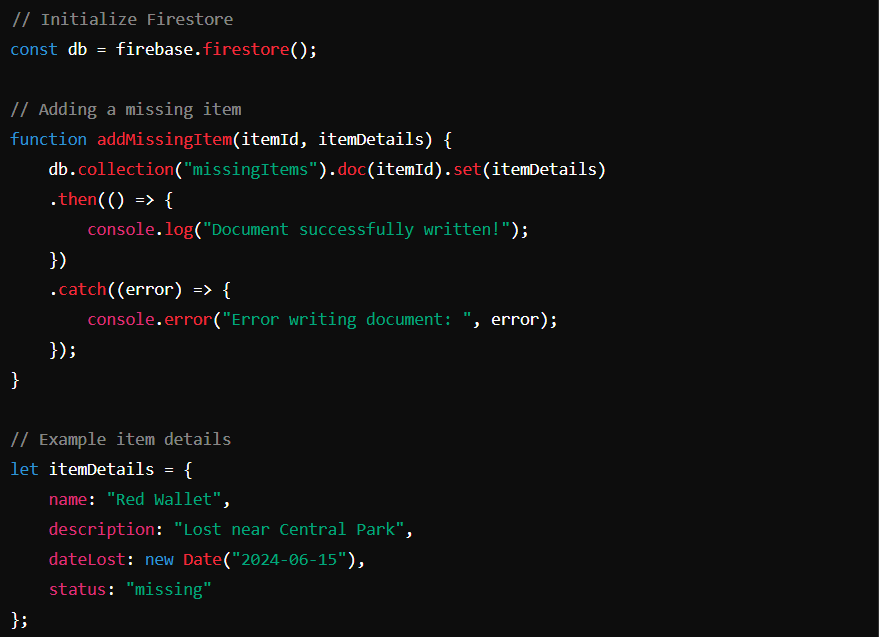 // Initialize Firestore
const db = firebase.firestore();
// Adding a missing item
function addMissingItem(itemId, itemDetails) {
    db.collection("missingItems").doc(itemId).set(itemDetails)
    .then(() => {
        console.log("Document successfully written!");
    })
    .catch((error) => {
        console.error("Error writing document: ", error);
    });
}
// Example item details
let itemDetails = {
    name: "Red Wallet",
    description: "Lost near Central Park",
    dateLost: new Date("2024-06-15"),
    status: "missing"
};